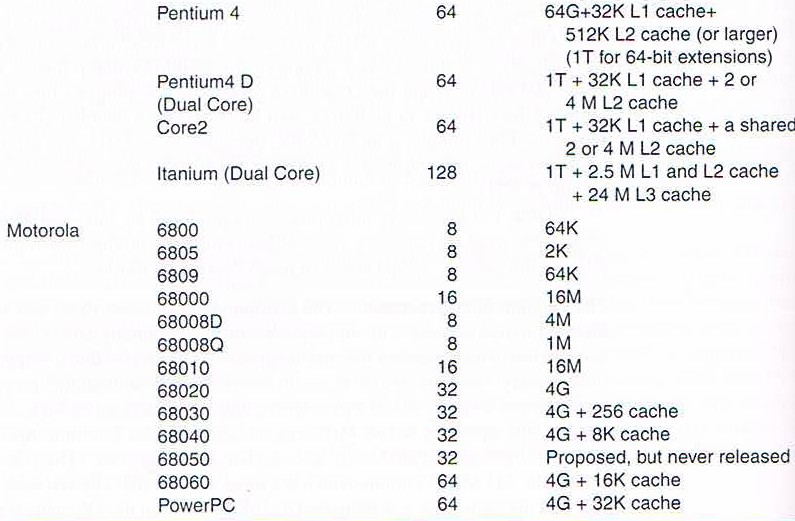 Pentium 4 64 64G+32K L1 cache+
512K L2 cache (or larger)
(1T for 64-bit extensions)
Pentium4 D 64 1T + 32K L1 cache + 2 or
(Dual Core) 4 M L2 cache
Core2 64 1T + 32K L1 cache + a shared
2 or 4 M L2 cache
Itanium (Dual Core) 128 1T + 2.5 M L1 and L2 cache
+ 24 M L3 cache
Motorola 6800 8 64K
6805 8 2K
6809 8 64K
68000 16 16M
68008D 8 4M
68008Q 8 1M
68010 16 16M
68020 32 4G
68030 32 4G + 256 cache
68040 32 4G + 8K cache
68050 32 Proposed, but never released
68060 64 4G + 16K cache
PowerPC 64 4G + 32K cache